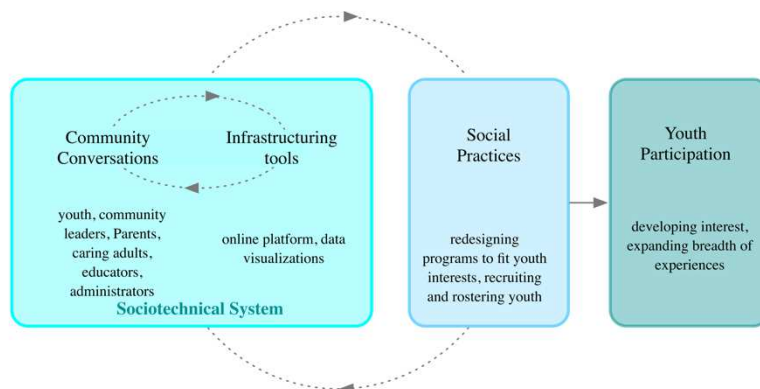 Community
Conversations
Infrastructuring
tools
youth, community
leaders, Parents,
caring adults,
educators,
administrators
online platform, data
visualizations
Sociotechnical System
Social
Practices
redesigning
programs to fit youth
interests, recruiting
and rostering youth
Youth
Participation
developing interest,
expanding breadth of
experiences